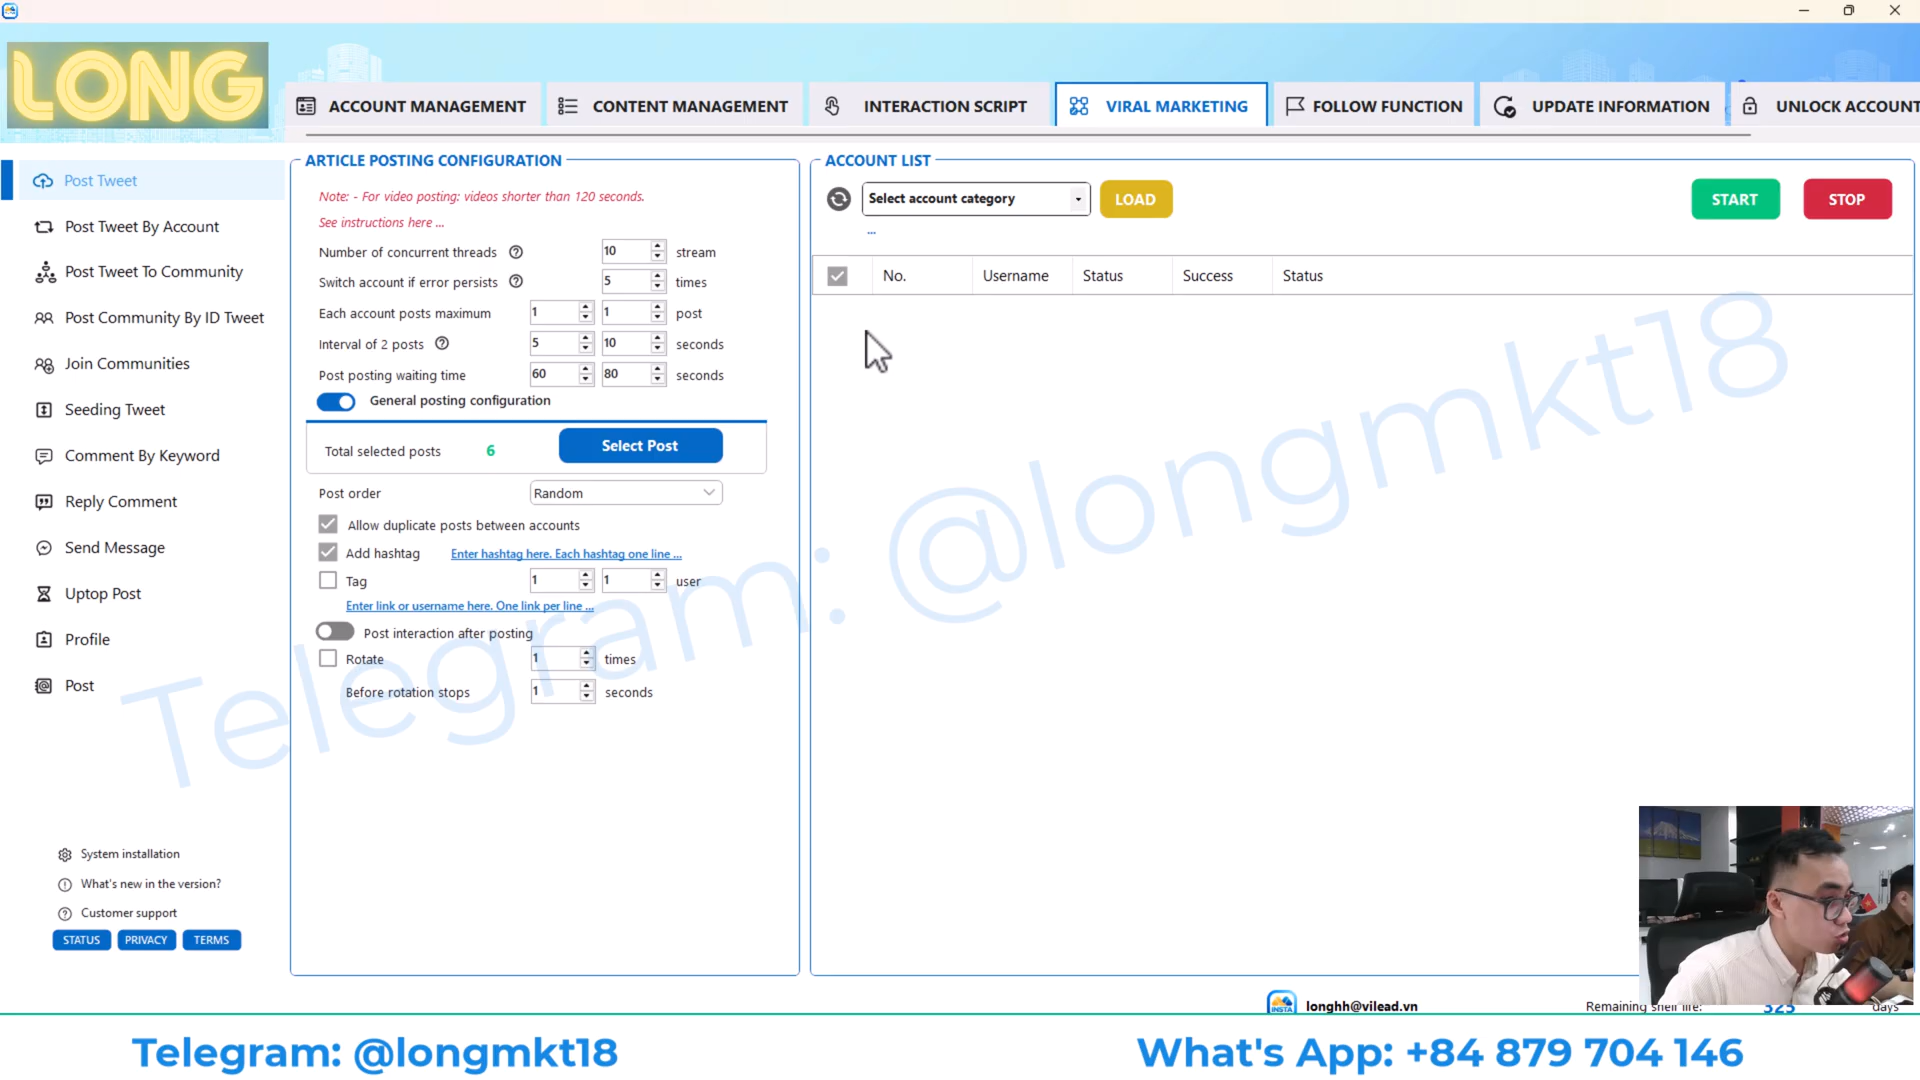 LONG
ACCOUNT MANAGEMENT
CONTENT MANAGEMENT
INTERACTION SCRIPT
VIRAL MARKETING
FOLLOW FUNCTION
UPDATE INFORMATION
UNLOCK ACCOUNT
Post Tweet
Post Tweet By Account
Post Tweet To Community
Post Community By ID Tweet
Join Communities
Seeding Tweet
Comment By Keyword
Reply Comment
Send Message
Uptop Post
Profile
Post
System installation
What's new in the version?
Customer support
STATUS PRIVACY TERMS
ARTICLE POSTING CONFIGURATION
Note: - For video posting: videos shorter than 120 seconds.
See instructions here ...
Number of concurrent threads 10 stream
Switch account if error persists 5 times
Each account posts maximum 1 1 post
Interval of 2 posts 5 10 seconds
Post posting waiting time 60 80 seconds
General posting configuration
Total selected posts 6 Select Post
Post order Random
Allow duplicate posts between accounts
Add hashtag Enter hashtag here. Each hashtag one line ...
Tag 1 1 user
Enter link or username here. One link per line ...
Post interaction after posting
Rotate 1 times
Before rotation stops 1 seconds
ACCOUNT LIST
Select account category LOAD START STOP
...
No. Username Status Success Status
Telegram: @longmkt18
INSTA longhh@vilead.vn
Remaining shelf life: 325 days
Telegram: @longmkt18
What's App: +84 879 704 146